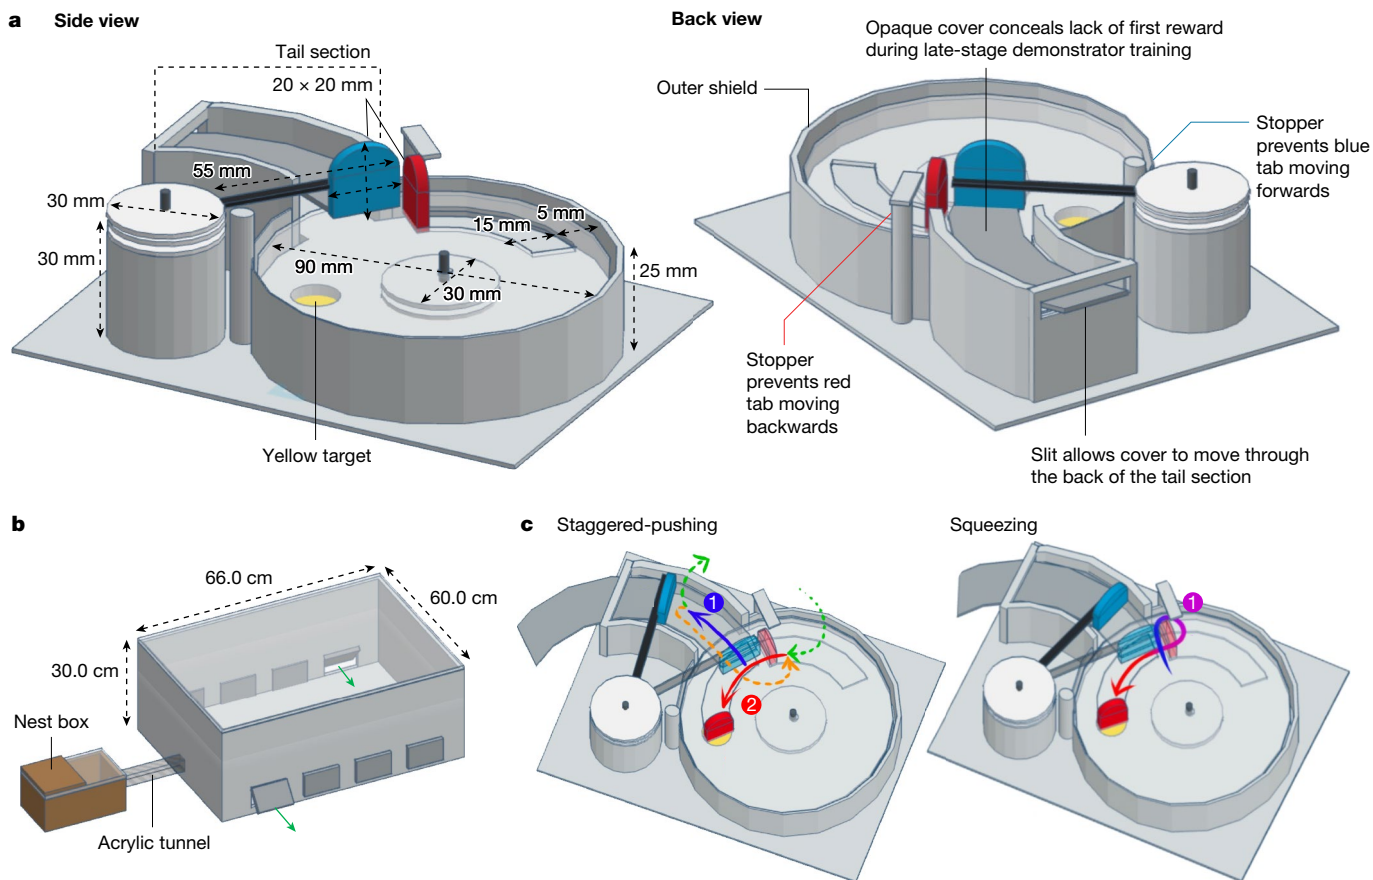 a Side view
Tail section
20 × 20 mm
55 mm
30 mm
30 mm
15 mm
5 mm
90 mm
30 mm
25 mm
Yellow target
Back view
Opaque cover conceals lack of first reward
during late-stage demonstrator training
Outer shield
Stopper
prevents blue
tab moving
forwards
Stopper
prevents red
tab moving
backwards
Slit allows cover to move through
the back of the tail section
b
66.0 cm
60.0 cm
30.0 cm
Nest box
Acrylic tunnel
c Staggered-pushing
1
2
Squeezing
1